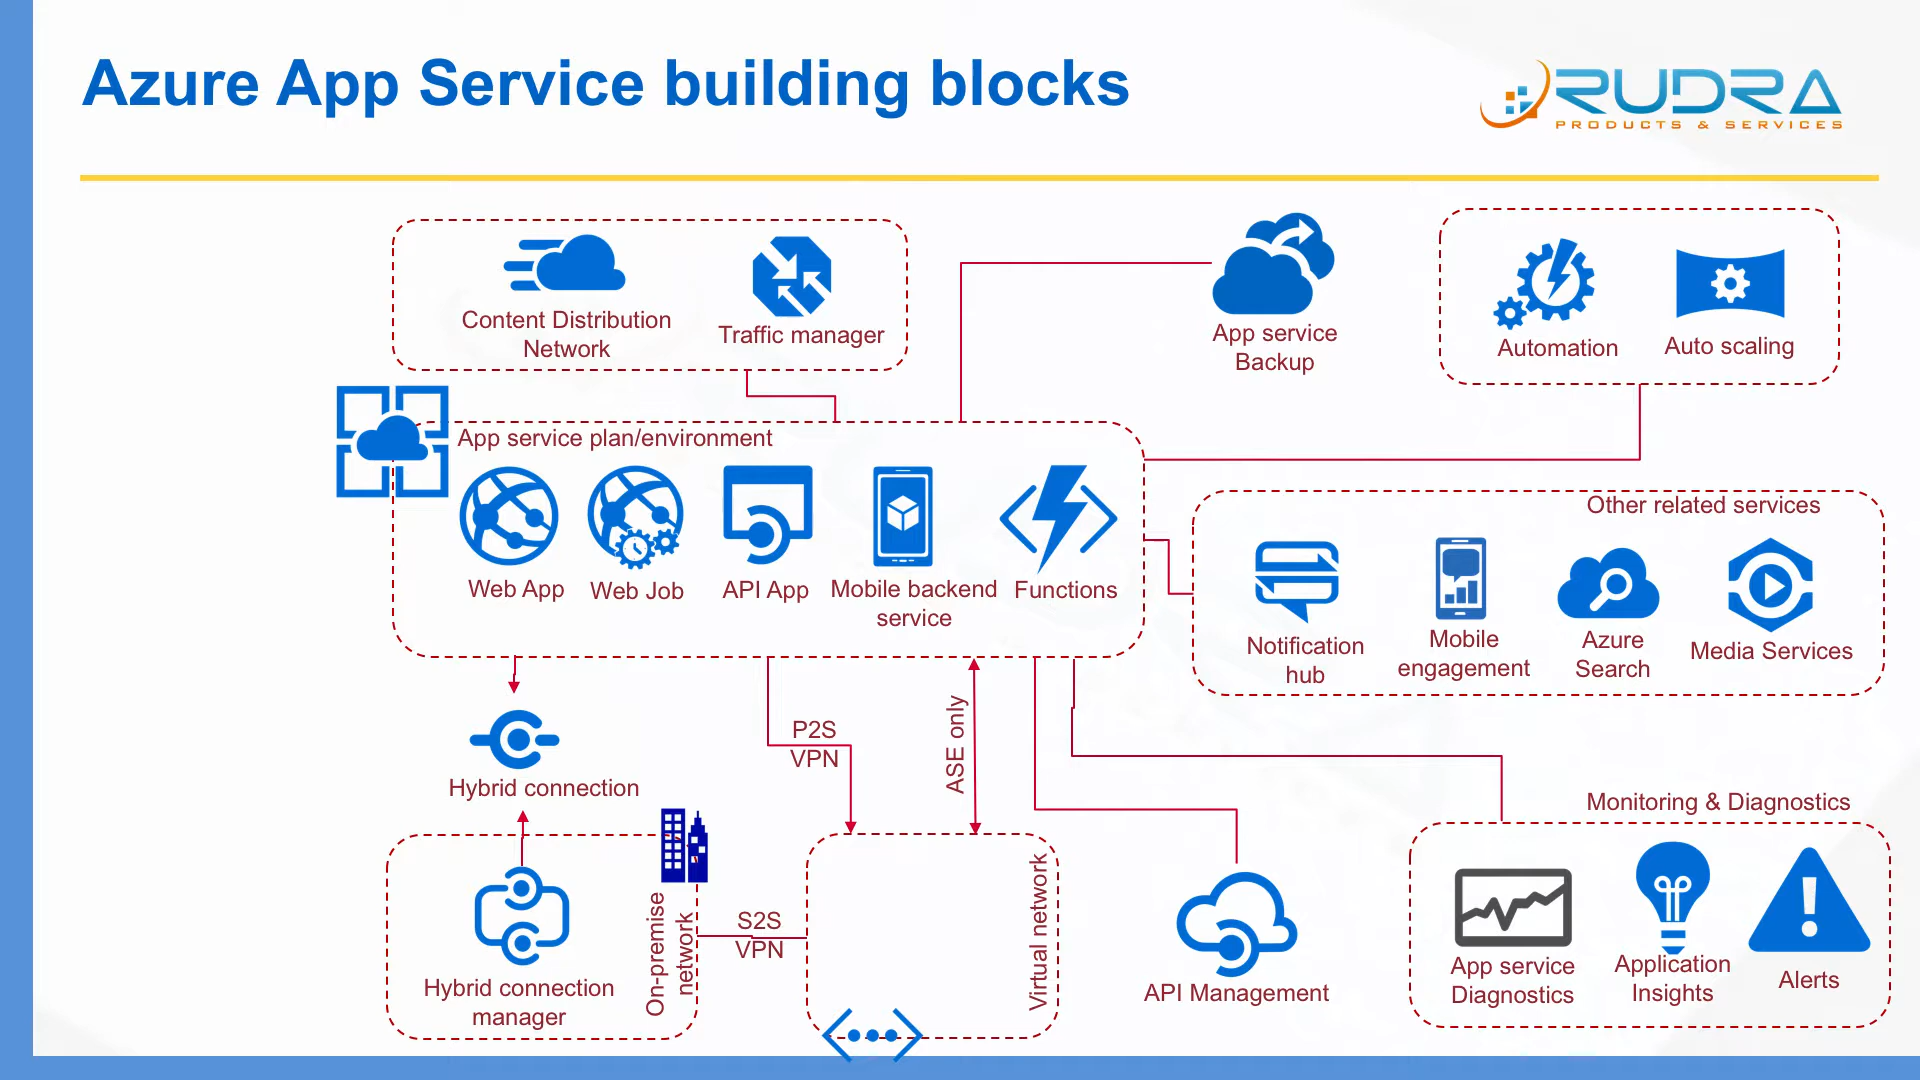 Azure App Service building blocks
RUDRA
PRODUCTS & SERVICES
Content Distribution
Network
Traffic manager
App service
Backup
Automation
Auto scaling
App service plan/environment
Web App
Web Job
API App
Mobile backend
service
Functions
Other related services
Notification
hub
Mobile
engagement
Azure
Search
Media Services
P2S
VPN
ASE only
Hybrid connection
Monitoring & Diagnostics
Hybrid connection
manager
On-premise
network
S2S
VPN
Virtual network
API Management
App service
Diagnostics
Application
Insights
Alerts